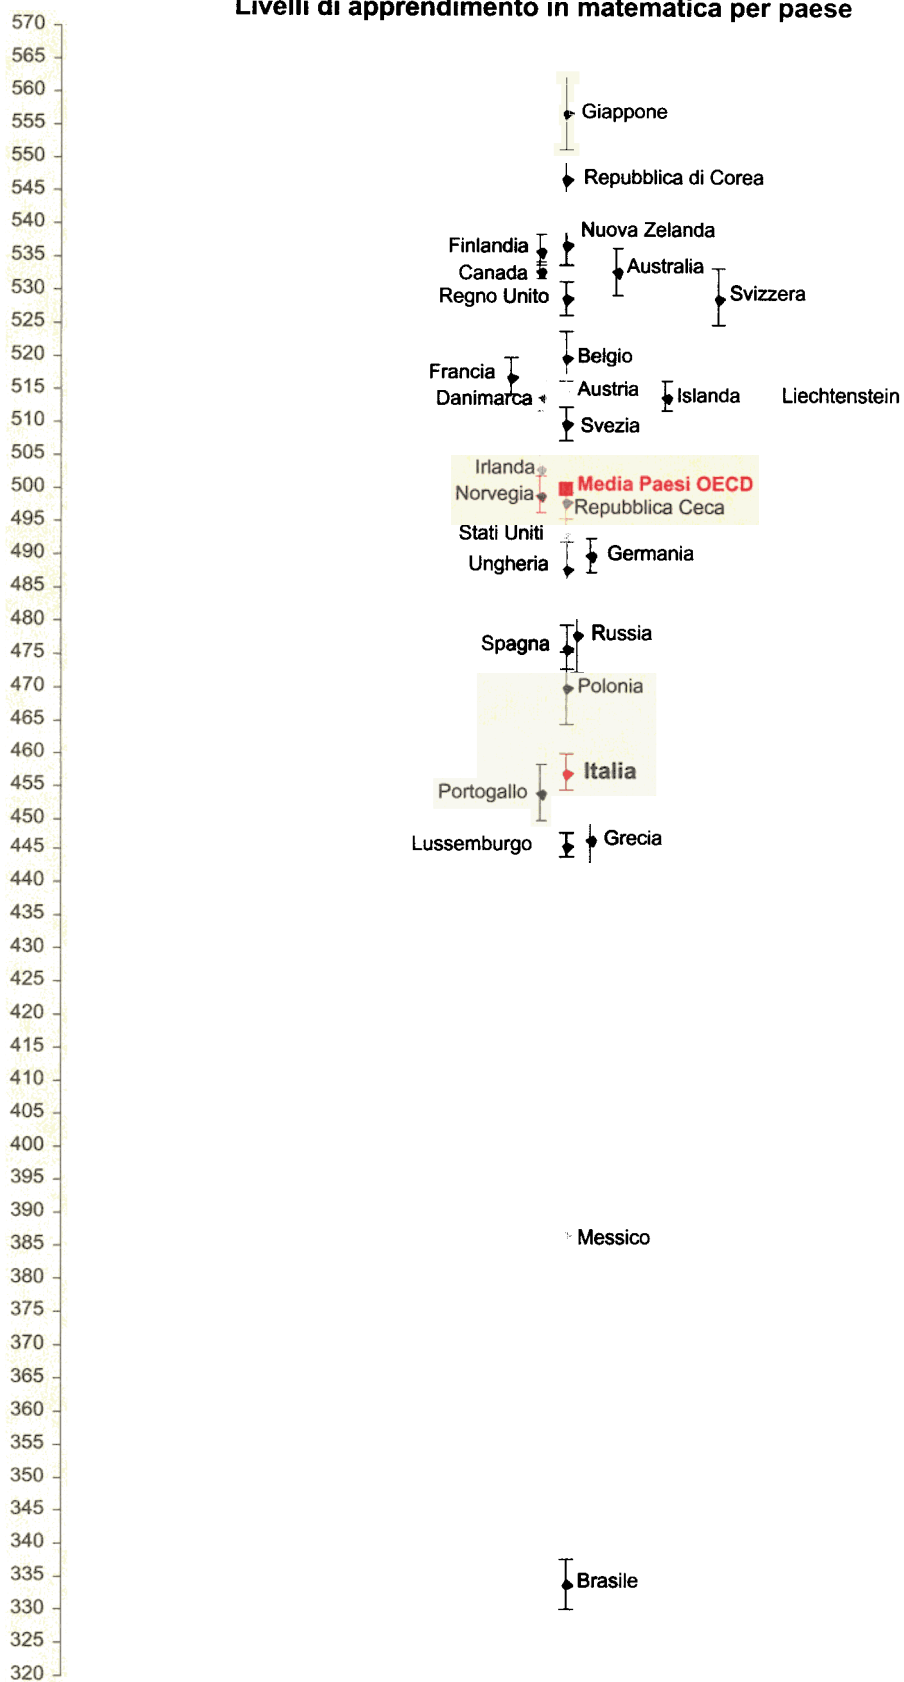 Livelli di apprendimento in matematica per paese
570
565
560
555
550
545
540
535
530
525
520
515
510
505
500
495
490
485
480
475
470
465
460
455
450
445
440
435
430
425
420
415
410
405
400
395
390
385
380
375
370
365
360
355
350
345
340
335
330
325
320
Giappone
Repubblica di Corea
Nuova Zelanda
Finlandia
Australia
Canada
Svizzera
Regno Unito
Belgio
Francia
Austria
Islanda
Liechtenstein
Danimarca
Svezia
Irlanda
Media Paesi OECD
Norvegia
Repubblica Ceca
Stati Uniti
Germania
Ungheria
Russia
Spagna
Polonia
Italia
Portogallo
Grecia
Lussemburgo
Messico
Brasile